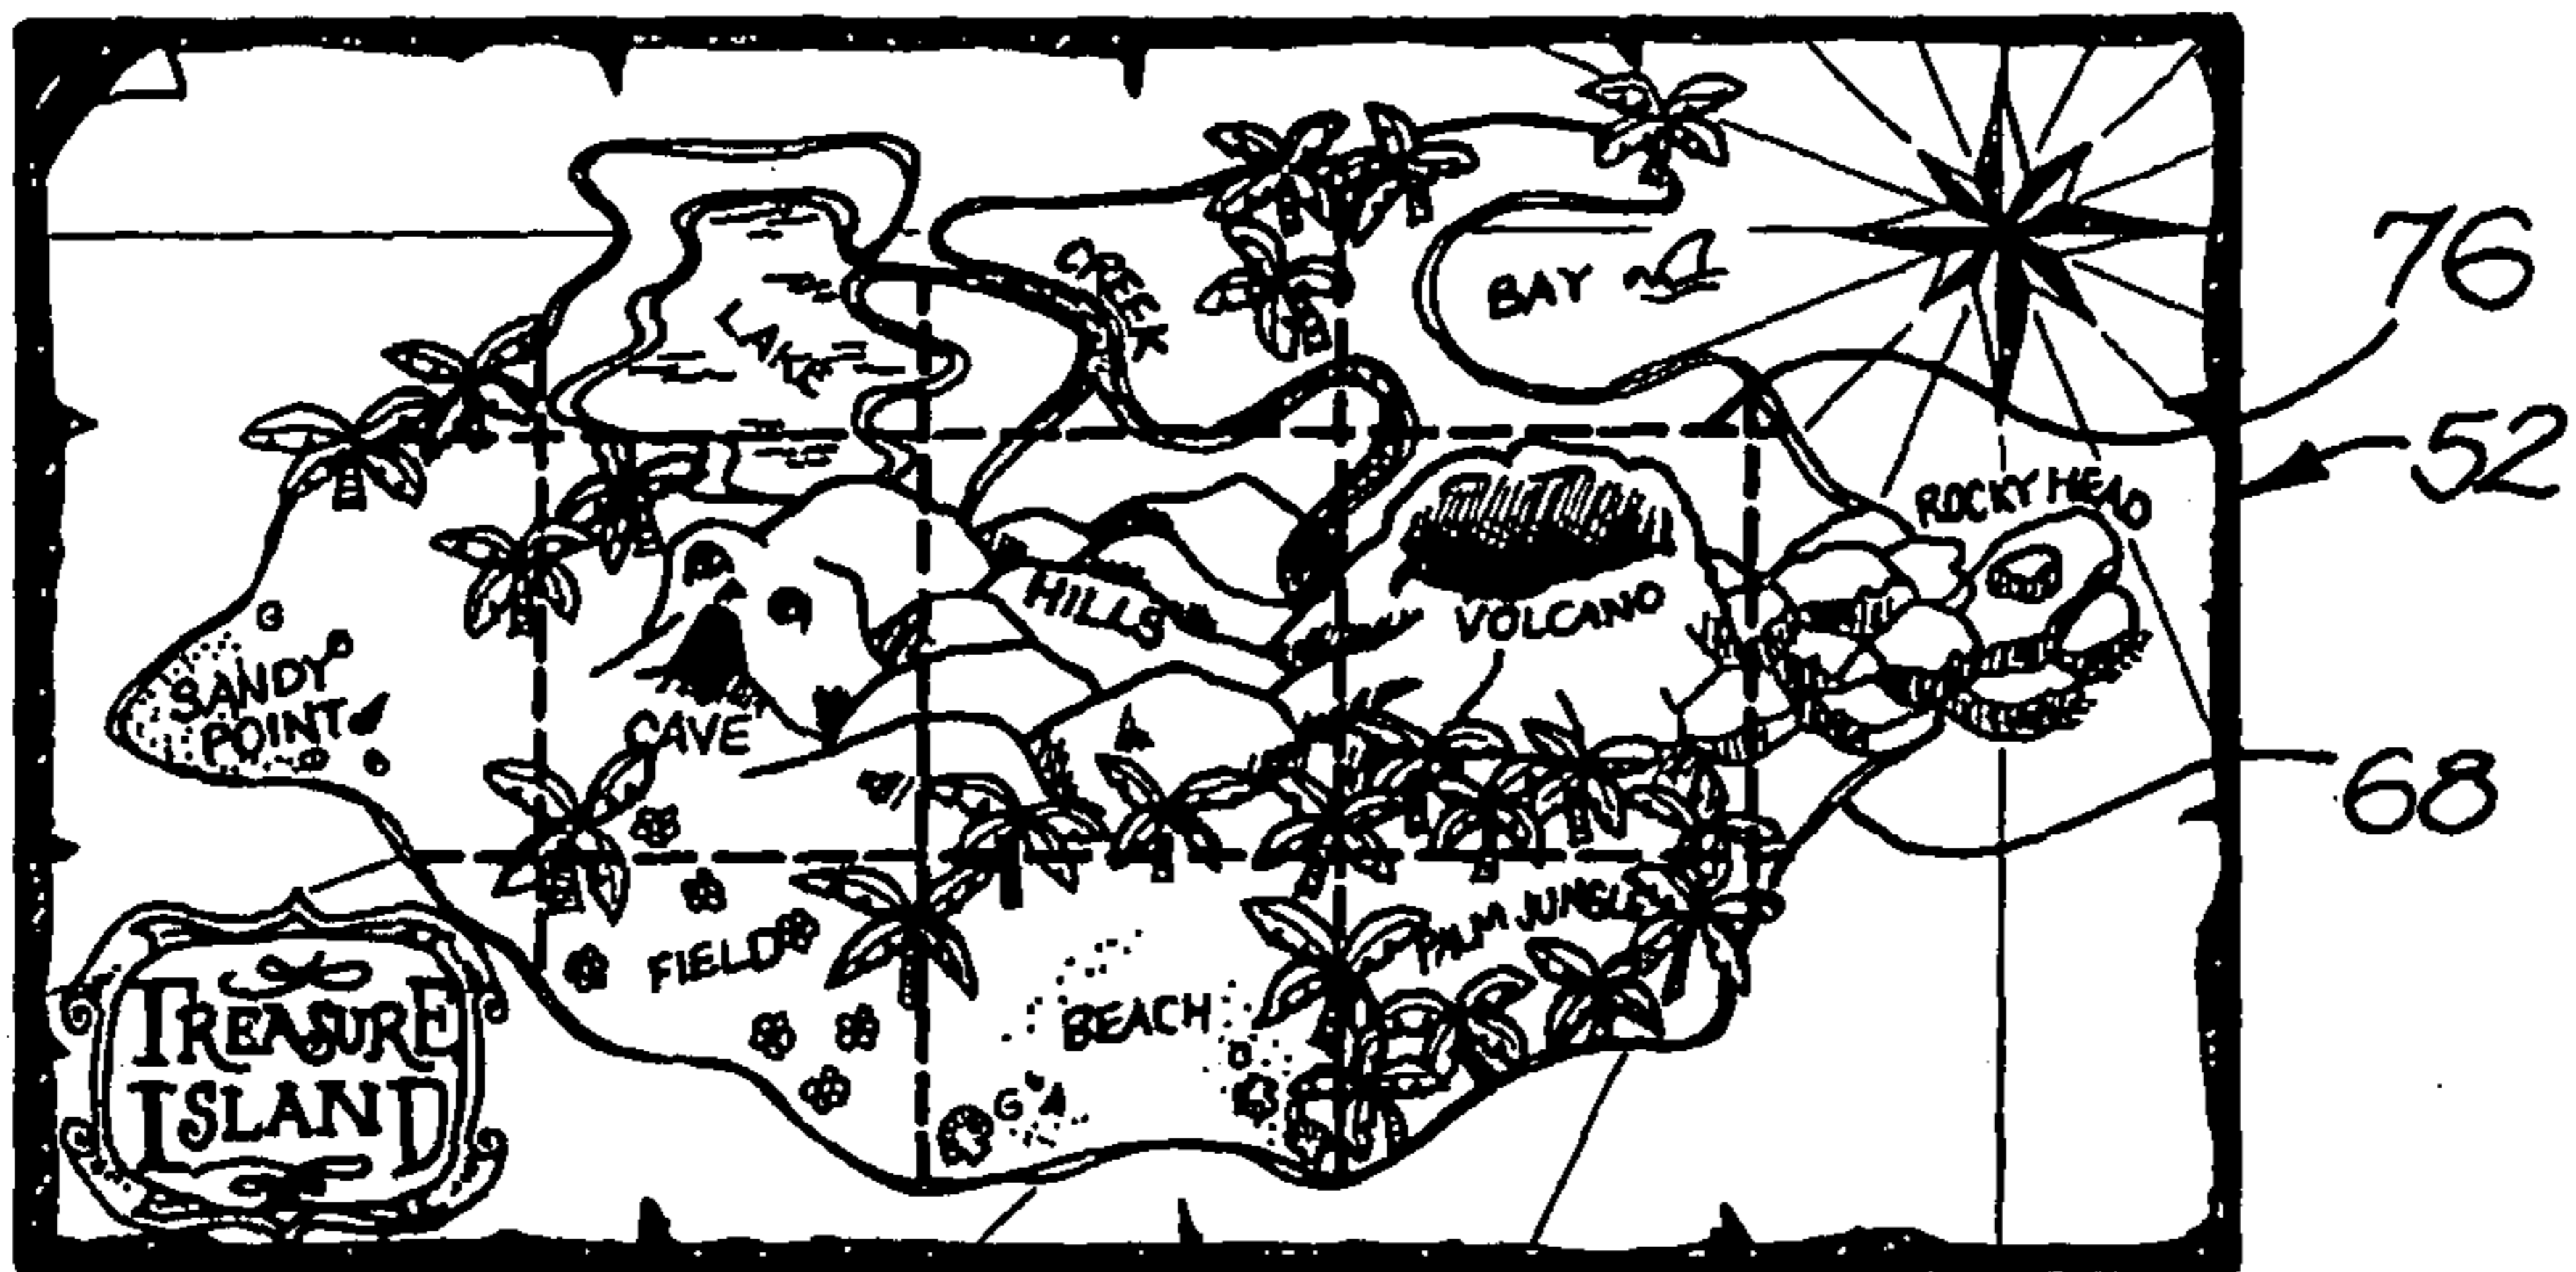 CREEK
BAY
76
LAKE
52
ROCKY HEAD
HILLS
VOLCANO
SANDY
POINT
CAVE
68
PALM JUNGLE
FIELD
BEACH
TREASURE
ISLAND